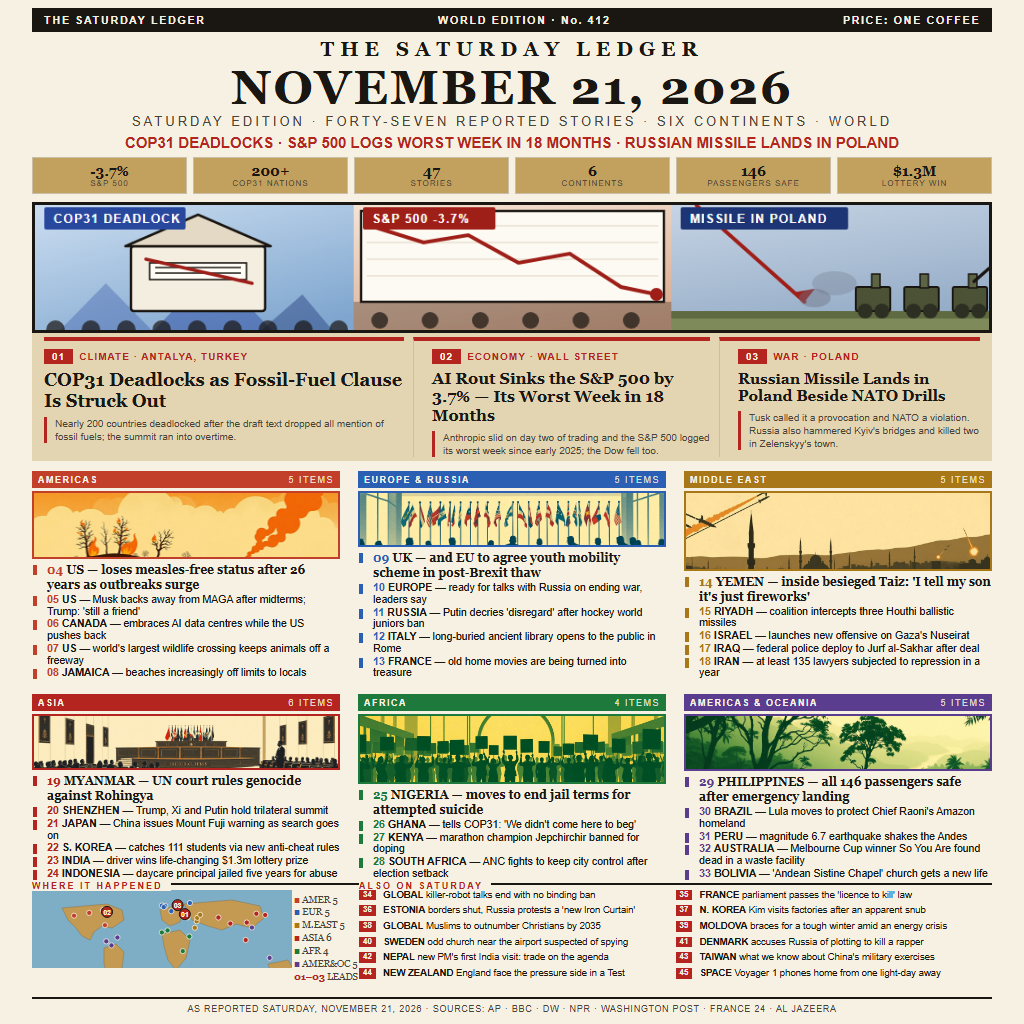 THE SATURDAY LEDGER
WORLD EDITION · No. 412
PRICE: ONE COFFEE
THE SATURDAY LEDGER
NOVEMBER 21, 2026
SATURDAY EDITION · FORTY-SEVEN REPORTED STORIES · SIX CONTINENTS · WORLD
COP31 DEADLOCKS · S&P 500 LOGS WORST WEEK IN 18 MONTHS · RUSSIAN MISSILE LANDS IN POLAND
-3.7%
S&P 500
200+
COP31 NATIONS
47
STORIES
6
CONTINENTS
146
PASSENGERS SAFE
$1.3M
LOTTERY WIN
COP31 DEADLOCK
S&P 500 -3.7%
MISSILE IN POLAND
01 CLIMATE · ANTALYA, TURKEY
COP31 Deadlocks as Fossil-Fuel Clause
Is Struck Out
Nearly 200 countries deadlocked after the draft text dropped all mention of
fossil fuels; the summit ran into overtime.
02 ECONOMY · WALL STREET
AI Rout Sinks the S&P 500 by
3.7% — Its Worst Week in 18
Months
Anthropic slid on day two of trading and the S&P 500 logged
its worst week since early 2025; the Dow fell too.
03 WAR · POLAND
Russian Missile Lands in
Poland Beside NATO Drills
Tusk called it a provocation and NATO a violation.
Russia also hammered Kyiv's bridges and killed two
in Zelenskyy's town.
AMERICAS 5 ITEMS
04 US — loses measles-free status after 26
years as outbreaks surge
05 US — Musk backs away from MAGA after midterms;
Trump: 'still a friend'
06 CANADA — embraces AI data centres while the US
pushes back
07 US — world's largest wildlife crossing keeps animals off a
freeway
08 JAMAICA — beaches increasingly off limits to locals
EUROPE & RUSSIA 5 ITEMS
09 UK — and EU to agree youth mobility
scheme in post-Brexit thaw
10 EUROPE — ready for talks with Russia on ending war,
leaders say
11 RUSSIA — Putin decries 'disregard' after hockey world
juniors ban
12 ITALY — long-buried ancient library opens to the public in
Rome
13 FRANCE — old home movies are being turned into
treasure
MIDDLE EAST 5 ITEMS
14 YEMEN — inside besieged Taiz: 'I tell my son
it's just fireworks'
15 RIYADH — coalition intercepts three Houthi ballistic
missiles
16 ISRAEL — launches new offensive on Gaza's Nuseirat
17 IRAQ — federal police deploy to Jurf al-Sakhar after deal
18 IRAN — at least 135 lawyers subjected to repression in a
year
ASIA 6 ITEMS
19 MYANMAR — UN court rules genocide
against Rohingya
20 SHENZHEN — Trump, Xi and Putin hold trilateral summit
21 JAPAN — China issues Mount Fuji warning as search goes
on
22 S. KOREA — catches 111 students via new anti-cheat rules
23 INDIA — driver wins life-changing $1.3m lottery prize
24 INDONESIA — daycare principal jailed five years for abuse
AFRICA 4 ITEMS
25 NIGERIA — moves to end jail terms for
attempted suicide
26 GHANA — tells COP31: 'We didn't come here to beg'
27 KENYA — marathon champion Jepchirchir banned for
doping
28 SOUTH AFRICA — ANC fights to keep city control after
election setback
AMERICAS & OCEANIA 5 ITEMS
29 PHILIPPINES — all 146 passengers safe
after emergency landing
30 BRAZIL — Lula moves to protect Chief Raoni's Amazon
homeland
31 PERU — magnitude 6.7 earthquake shakes the Andes
32 AUSTRALIA — Melbourne Cup winner So You Are found
dead in a waste facility
33 BOLIVIA — 'Andean Sistine Chapel' church gets a new life
WHERE IT HAPPENED
02
03
01
AMER 5
EUR 5
M.EAST 5
ASIA 6
AFR 4
AMER&OC 5
01–03 LEADS
ALSO ON SATURDAY
34 GLOBAL killer-robot talks end with no binding ban
35 FRANCE parliament passes the 'licence to kill' law
36 ESTONIA borders shut, Russia protests a 'new Iron Curtain'
37 N. KOREA Kim visits factories after an apparent snub
38 GLOBAL Muslims to outnumber Christians by 2035
39 MOLDOVA braces for a tough winter amid an energy crisis
40 SWEDEN odd church near the airport suspected of spying
41 DENMARK accuses Russia of plotting to kill a rapper
42 NEPAL new PM's first India visit: trade on the agenda
43 TAIWAN what we know about China's military exercises
44 NEW ZEALAND England face the pressure side in a Test
45 SPACE Voyager 1 phones home from one light-day away
AS REPORTED SATURDAY, NOVEMBER 21, 2026 · SOURCES: AP · BBC · DW · NPR · WASHINGTON POST · FRANCE 24 · AL JAZEERA